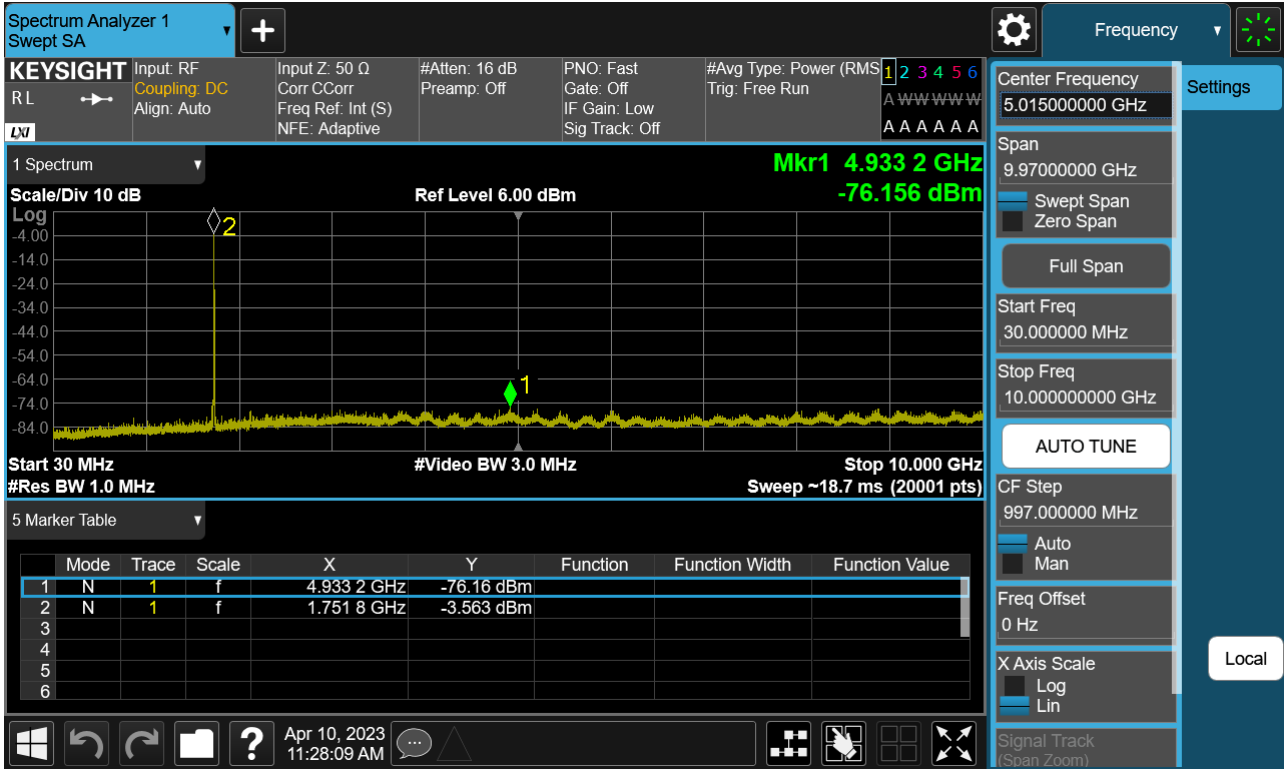 Spectrum Analyzer 1
Swept SA
Frequency
KEYSIGHT
R L
LXI
Input: RF
Coupling: DC
Align: Auto
Input Z: 50 Ω
Corr CCorr
Freq Ref: Int (S)
NFE: Adaptive
#Atten: 16 dB
Preamp: Off
PNO: Fast
Gate: Off
IF Gain: Low
Sig Track: Off
#Avg Type: Power (RMS
Trig: Free Run
1 2 3 4 5 6
A W W W W W
A A A A A A
1 Spectrum
Mkr1 4.933 2 GHz
-76.156 dBm
Scale/Div 10 dB
Ref Level 6.00 dBm
Log
-4.00
-14.0
-24.0
-34.0
-44.0
-54.0
-64.0
-74.0
-84.0
2
1
Start 30 MHz
#Video BW 3.0 MHz
Stop 10.000 GHz
#Res BW 1.0 MHz
Sweep ~18.7 ms (20001 pts)
5 Marker Table
Mode Trace Scale X Y Function Function Width Function Value
1 N 1 f 4.933 2 GHz -76.16 dBm
2 N 1 f 1.751 8 GHz -3.563 dBm
3
4
5
6
Apr 10, 2023
11:28:09 AM
Center Frequency
5.015000000 GHz
Span
9.97000000 GHz
Swept Span
Zero Span
Full Span
Start Freq
30.000000 MHz
Stop Freq
10.000000000 GHz
AUTO TUNE
CF Step
997.000000 MHz
Auto
Man
Freq Offset
0 Hz
X Axis Scale
Log
Lin
Signal Track
(Span Zoom)
Settings
Local